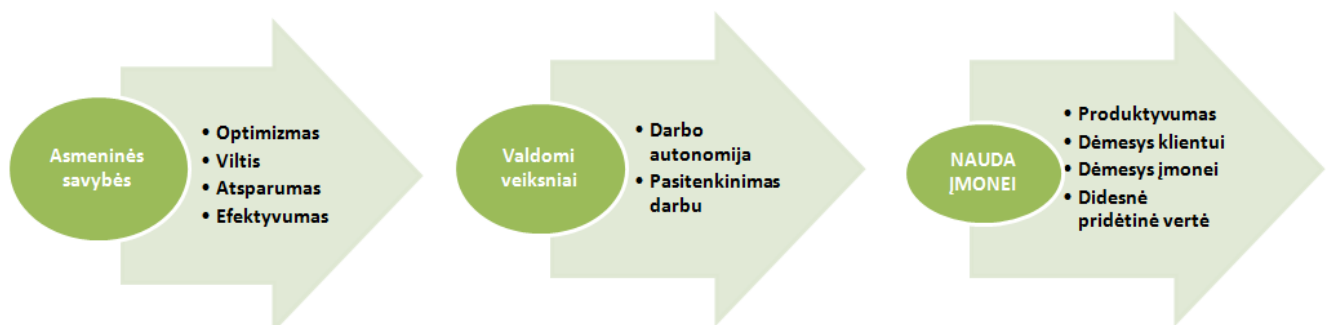 Asmeninės
savybės
• Optimizmas
• Viltis
• Atsparumas
• Efektyvumas
Valdomi
veiksniai
• Darbo
autonomija
• Pasitenkinimas
darbu
NAUDA
ĮMONEI
• Produktyvumas
• Dėmesys klientui
• Dėmesys įmonei
• Didesnė
pridėtinė vertė